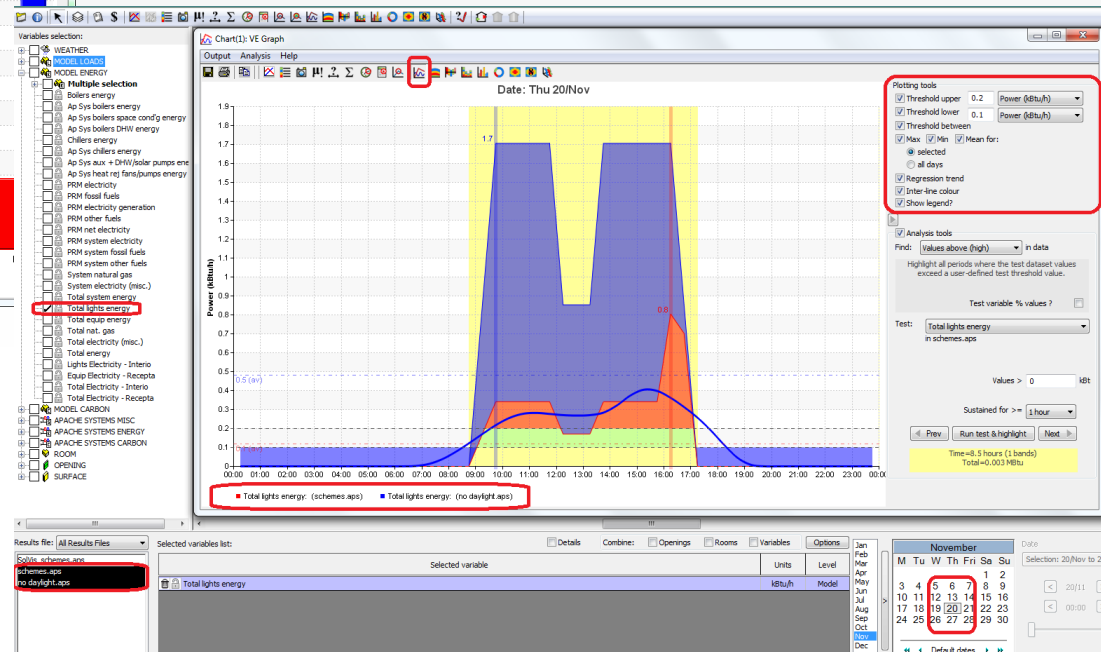 Variables selection:
WEATHER
MODEL LOADS
MODEL ENERGY
Multiple selection
Boilers energy
Ap Sys boilers energy
Ap Sys boilers space cond'g energy
Ap Sys boilers DHW energy
Chillers energy
Ap Sys chillers energy
Ap Sys aux + DHW/solar pumps ene
Ap Sys heat rej fans/pumps energy
PRM electricity
PRM fossil fuels
PRM electricity generation
PRM other fuels
PRM net electricity
PRM system electricity
PRM system fossil fuels
PRM system other fuels
System natural gas
System electricity (misc.)
Total system energy
Total lights energy
Total equip energy
Total nat. gas
Total electricity (misc.)
Total energy
Lights Electricity - Interio
Equip Electricity - Recepta
Total Electricity - Interio
Total Electricity - Recepta
MODEL CARBON
APACHE SYSTEMS MISC
APACHE SYSTEMS ENERGY
APACHE SYSTEMS CARBON
ROOM
OPENING
SURFACE
Chart(1): VE Graph
Output Analysis Help
Date: Thu 20/Nov
Power (kBtu/h)
1.9
1.8
1.7
1.6
1.5
1.4
1.3
1.2
1.1
1
0.9
0.8
0.7
0.6
0.5
0.4
0.3
0.2
0.1
0
1.7
0.8
0.5 (av)
00:00 01:00 02:00 03:00 04:00 05:00 06:00 07:00 08:00 09:00 10:00 11:00 12:00 13:00 14:00 15:00 16:00 17:00 18:00 19:00 20:00 21:00 22:00 23:00 00:0
Total lights energy: (schemes.aps) Total lights energy: (no daylight.aps)
Plotting tools
Threshold upper 0.2 Power (kBtu/h)
Threshold lower 0.1 Power (kBtu/h)
Threshold between
Max Min Mean for:
selected
all days
Regression trend
Inter-line colour
Show legend?
Analysis tools
Find: Values above (high) in data
Highlight all periods where the test dataset values
exceed a user-defined test threshold value.
Test variable % values ?
Test: Total lights energy
in schemes.aps
Values > 0 kBt
Sustained for >= 1 hour
Prev Run test & highlight Next
Time=8.5 hours (1 bands)
Total=0.003 MBtu
Results file: All Results Files
SolVis_schemes.aps
schemes.aps
no daylight.aps
Selected variables list: Details Combine: Openings Rooms Variables Options
Selected variable Units Level
Total lights energy kBtu/h Model
Jan
Feb
Mar
Apr
May
Jun
Jul
Aug
Sep
Oct
Nov
Dec
November
M Tu W Th Fri Sa Su
1 2
3 4 5 6 7 8 9
10 11 12 13 14 15 16
17 18 19 20 21 22 23
24 25 26 27 28 29 30
Default dates
Date
Selection: 20/Nov to 2
< 20/11
< 00:00